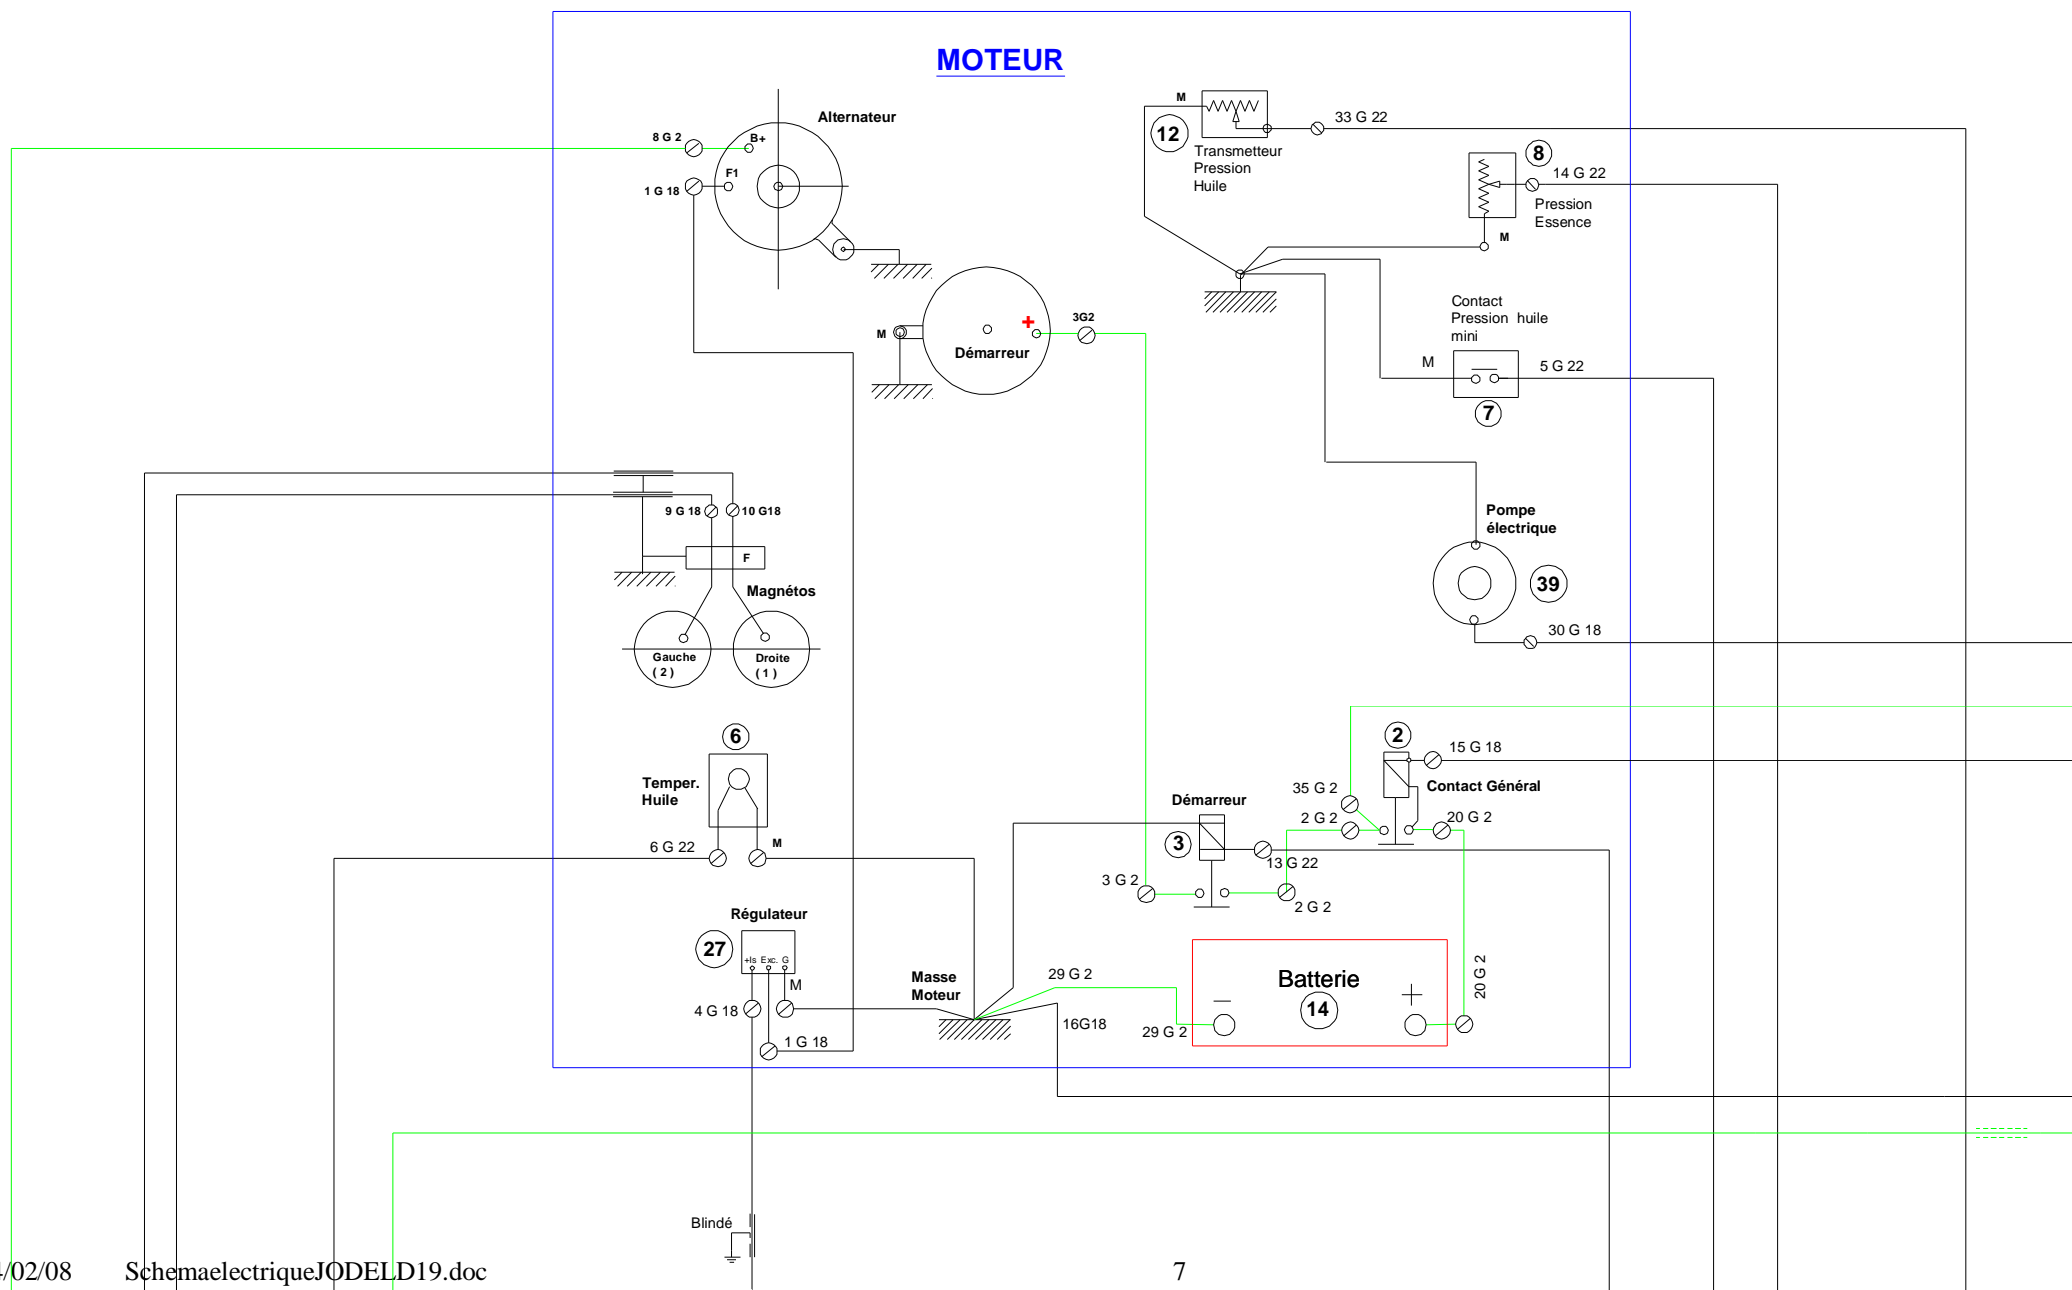 MOTEUR
Alternateur
8 G 2
B+
F1
1 G 18
M
12
33 G 22
Transmetteur
Pression
Huile
8
14 G 22
Pression
Essence
M
M
+
3G2
Démarreur
Contact
Pression huile
mini
M
5 G 22
7
9 G 18
10 G18
F
Magnétos
Gauche
( 2 )
Droite
( 1 )
Pompe
électrique
39
30 G 18
6
Temper.
Huile
6 G 22
M
2
15 G 18
Contact Général
35 G 2
2 G 2
20 G 2
Démarreur
3
13 G 22
3 G 2
2 G 2
Régulateur
27
+Is Exc. G
M
4 G 18
1 G 18
Masse
Moteur
29 G 2
16G18
29 G 2
Batterie
14
− +
20 G 2
Blindé
/02/08 SchemaelectriqueJODELD19.doc 7